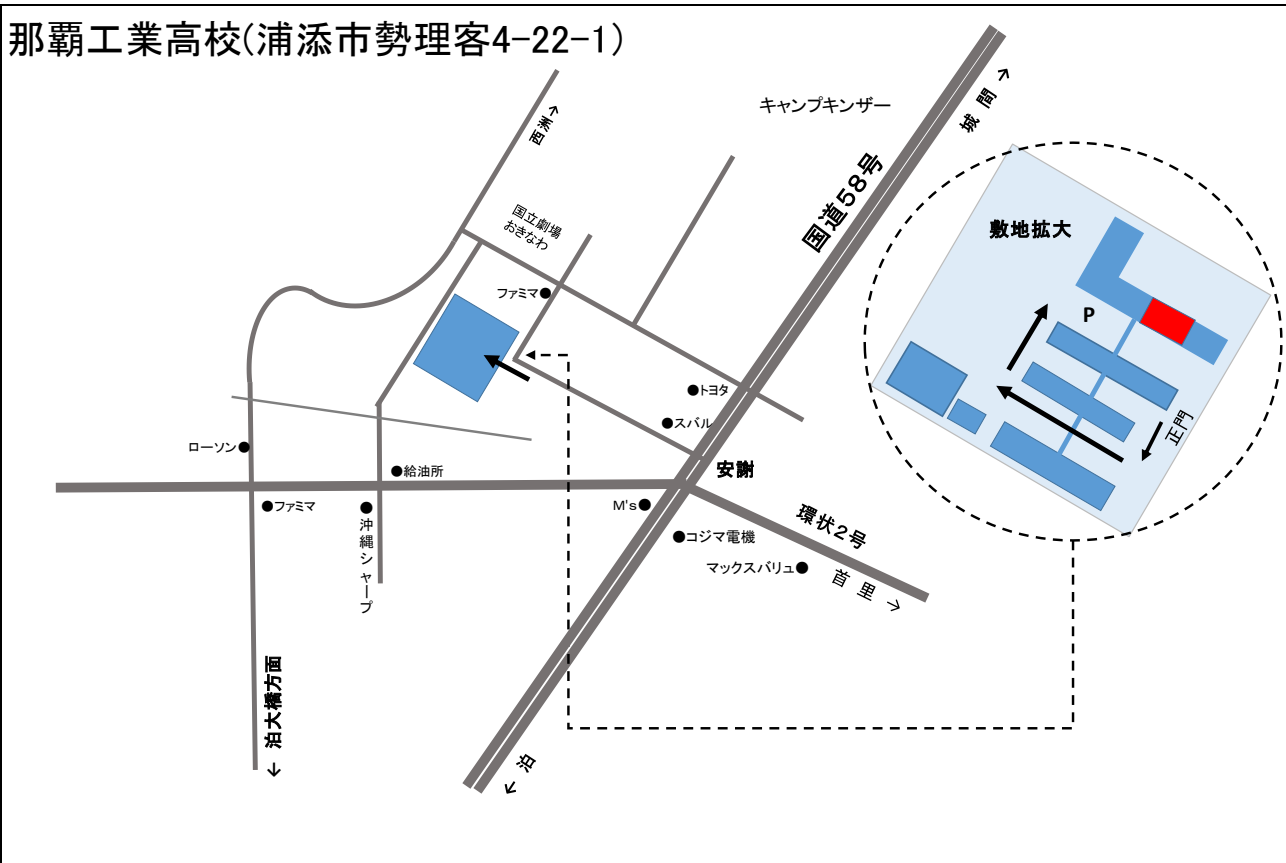 那覇工業高校(浦添市勢理客4-22-1)
西洲→
キャンプキンザー
城間→
国道58号
国立劇場
おきなわ
敷地拡大
ファミマ●
P
●トヨタ
●スバル
正門
ローソン●
●給油所
安謝
●ファミマ
●
沖縄シャープ
M's●
●コジマ電機
環状2号
マックスバリュ●
首里→
←泊大橋方面
←泊